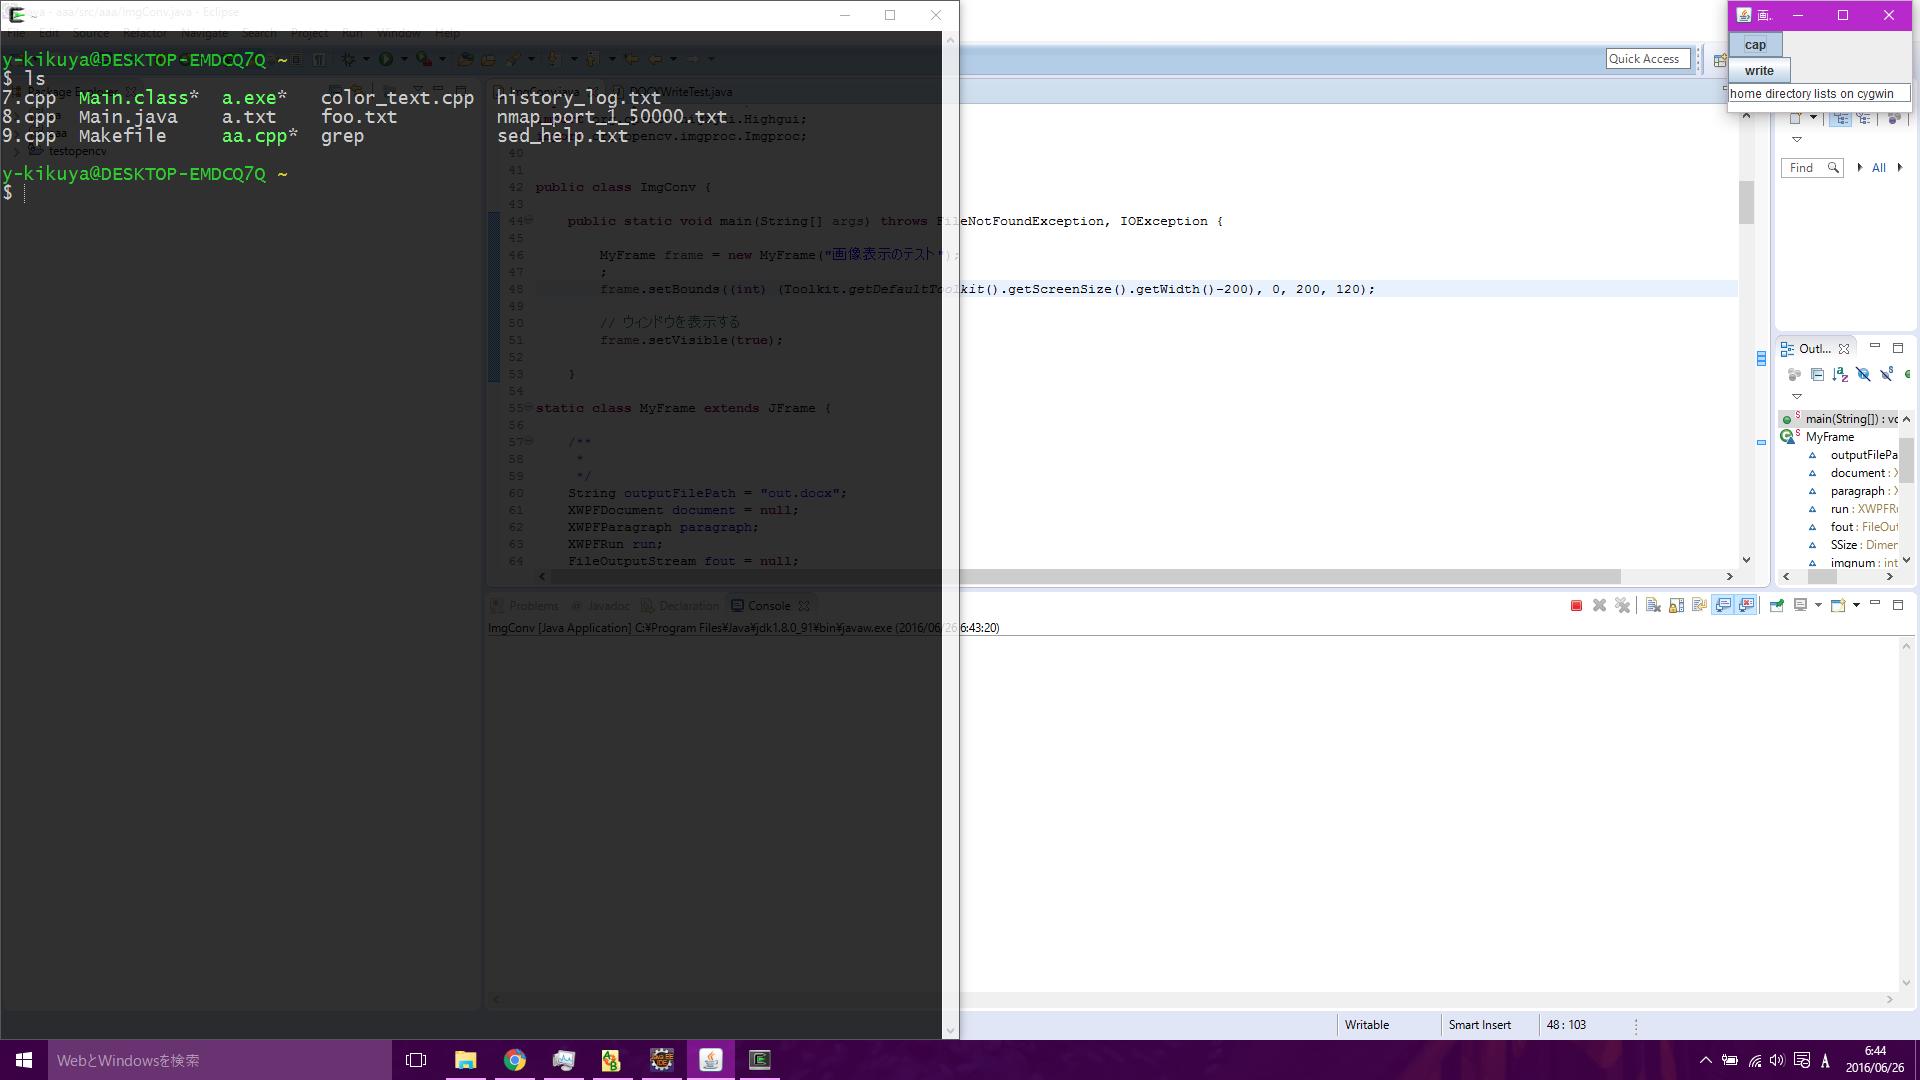 aaa/src/aaa/ImgConv.java - Eclipse
File Edit Source Refactor Navigate Search Project Run Window Help
y-kikuya@DESKTOP-EMDCQ7Q ~
$ ls
7.cpp Main.class* a.exe* color_text.cpp history_log.txt
8.cpp Main.java a.txt foo.txt nmap_port_1_50000.txt
9.cpp Makefile aa.cpp* grep sed_help.txt
y-kikuya@DESKTOP-EMDCQ7Q ~
$
Package
testopencv
WriteTest.java
.Highgui;
opencv.imgproc.Imgproc;
40
41
42 public class ImgConv {
43
44 public static void main(String[] args) throws FileNotFoundException, IOException {
45
46 MyFrame frame = new MyFrame("画像表示のテスト");
47 ;
48 frame.setBounds((int) (Toolkit.getDefaultToolkit().getScreenSize().getWidth()-200), 0, 200, 120);
49
50 // ウィンドウを表示する
51 frame.setVisible(true);
52
53 }
54
55 static class MyFrame extends JFrame {
56
57 /**
58 *
59 */
60 String outputFilePath = "out.docx";
61 XWPFDocument document = null;
62 XWPFParagraph paragraph;
63 XWPFRun run;
64 FileOutputStream fout = null;
Problems Javadoc Declaration Console
ImgConv [Java Application] C:¥Program Files¥Java¥jdk1.8.0_91¥bin¥javaw.exe (2016/06/26 6:43:20)
Quick Access
画..
cap
write
home directory lists on cygwin
Find All
Outl...
main(String[]) : vo
MyFrame
outputFilePa
document : X
paragraph : X
run : XWPFRu
fout : FileOut
SSize : Dimen
imgnum : int
Writable Smart Insert 48 : 103
WebとWindowsを検索
A
6:44
2016/06/26